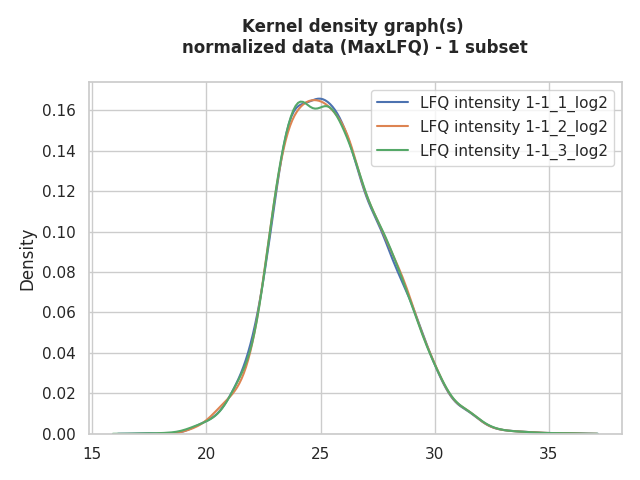 Kernel density graph(s)
normalized data (MaxLFQ) - 1 subset
LFQ intensity 1-1_1_log2
LFQ intensity 1-1_2_log2
LFQ intensity 1-1_3_log2
Density
0.16
0.14
0.12
0.10
0.08
0.06
0.04
0.02
0.00
15 20 25 30 35